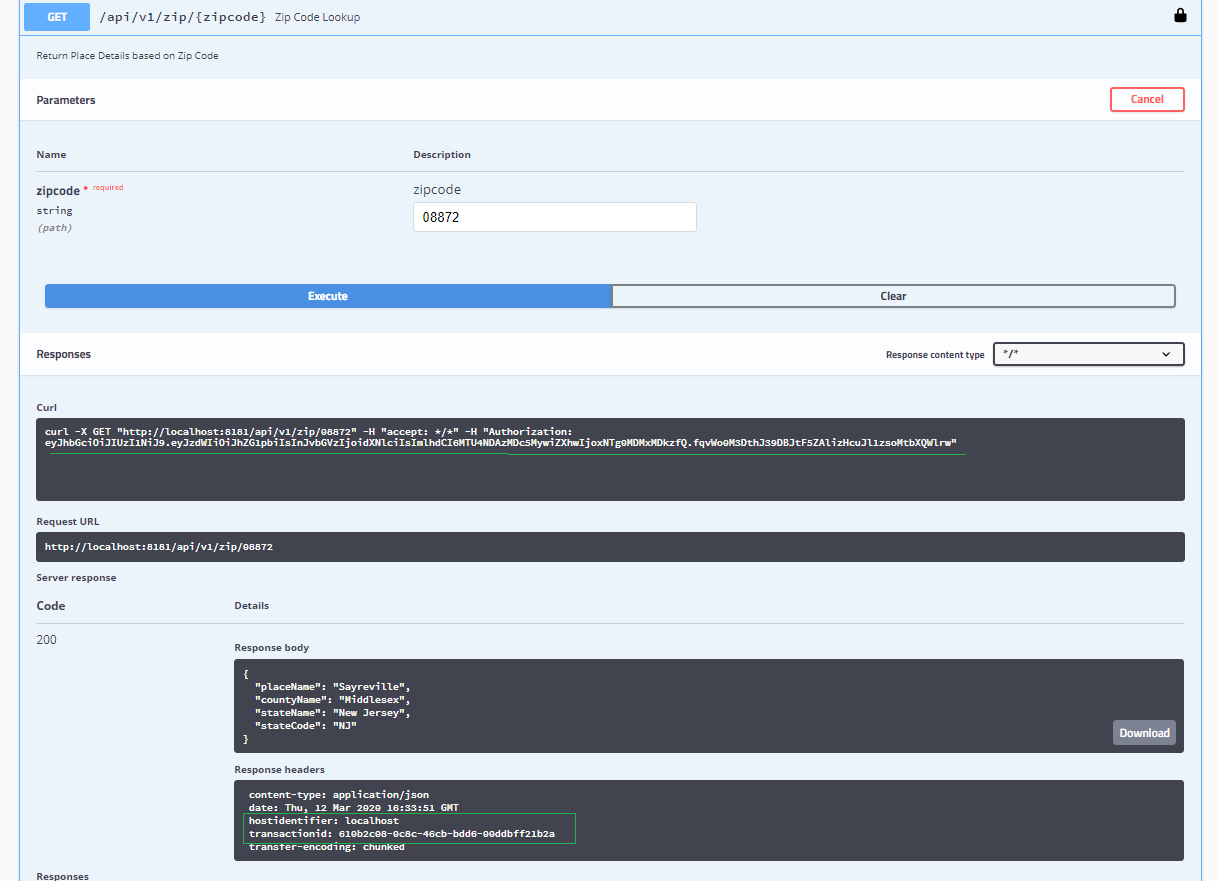 GET /api/v1/zip/{zipcode} Zip Code Lookup
Return Place Details based on Zip Code
Parameters Cancel
Name Description
zipcode * required zipcode
string 08872
(path)
Execute Clear
Responses Response content type */*
Curl
curl -X GET "http://localhost:8181/api/v1/zip/08872" -H "accept: */*" -H "Authorization:
eyJhbGciOiJIUzI1NiJ9.eyJzdWIiOiJhZG1pbiIsInJvbGVzIjoidXNlciIsImlhdCI6MTU4NDAzMDc5MywiZXhwIjoxNTg0MDMxMDkzfQ.fqvWo0M3DthJ39DBJtF5ZAlizHcuJl1zsoMtbXQWlrw"
Request URL
http://localhost:8181/api/v1/zip/08872
Server response
Code Details
200
Response body
{
"placeName": "Sayreville",
"countyName": "Middlesex",
"stateName": "New Jersey",
"stateCode": "NJ"
}
Download
Response headers
content-type: application/json
date: Thu, 12 Mar 2020 16:33:51 GMT
hostidentifier: localhost
transactionid: 610b2c08-0c8c-46cb-bdd6-00ddbff21b2a
transfer-encoding: chunked
Responses